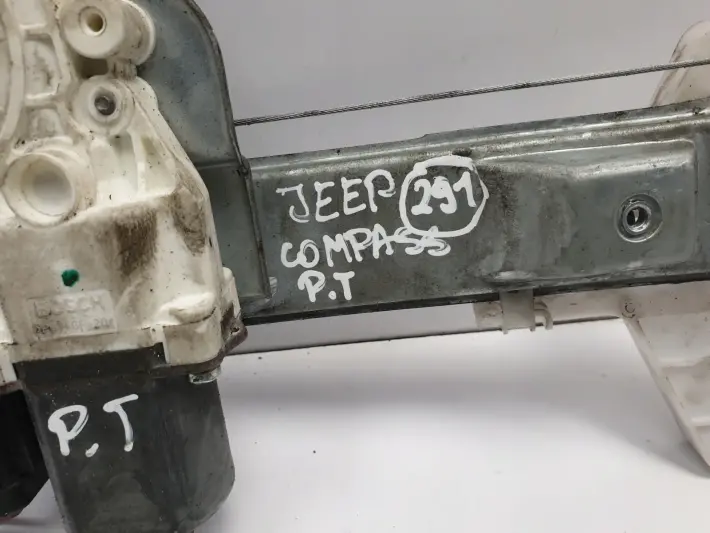 JEEP 291
COMPASS
P.T
BOSCH
P.T